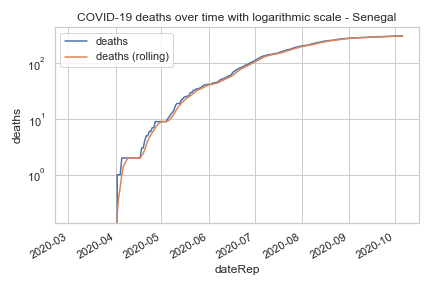 COVID-19 deaths over time with logarithmic scale - Senegal
deaths
deaths (rolling)
10²
10¹
10⁰
deaths
2020-03
2020-04
2020-05
2020-06
2020-07
2020-08
2020-09
2020-10
dateRep